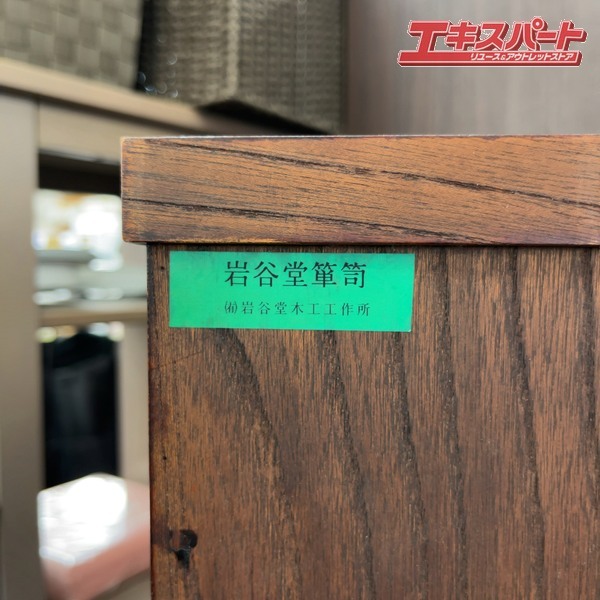 エキスパート
リユース&アウトレットストア
岩谷堂箪笥
㈲岩谷堂木工工作所